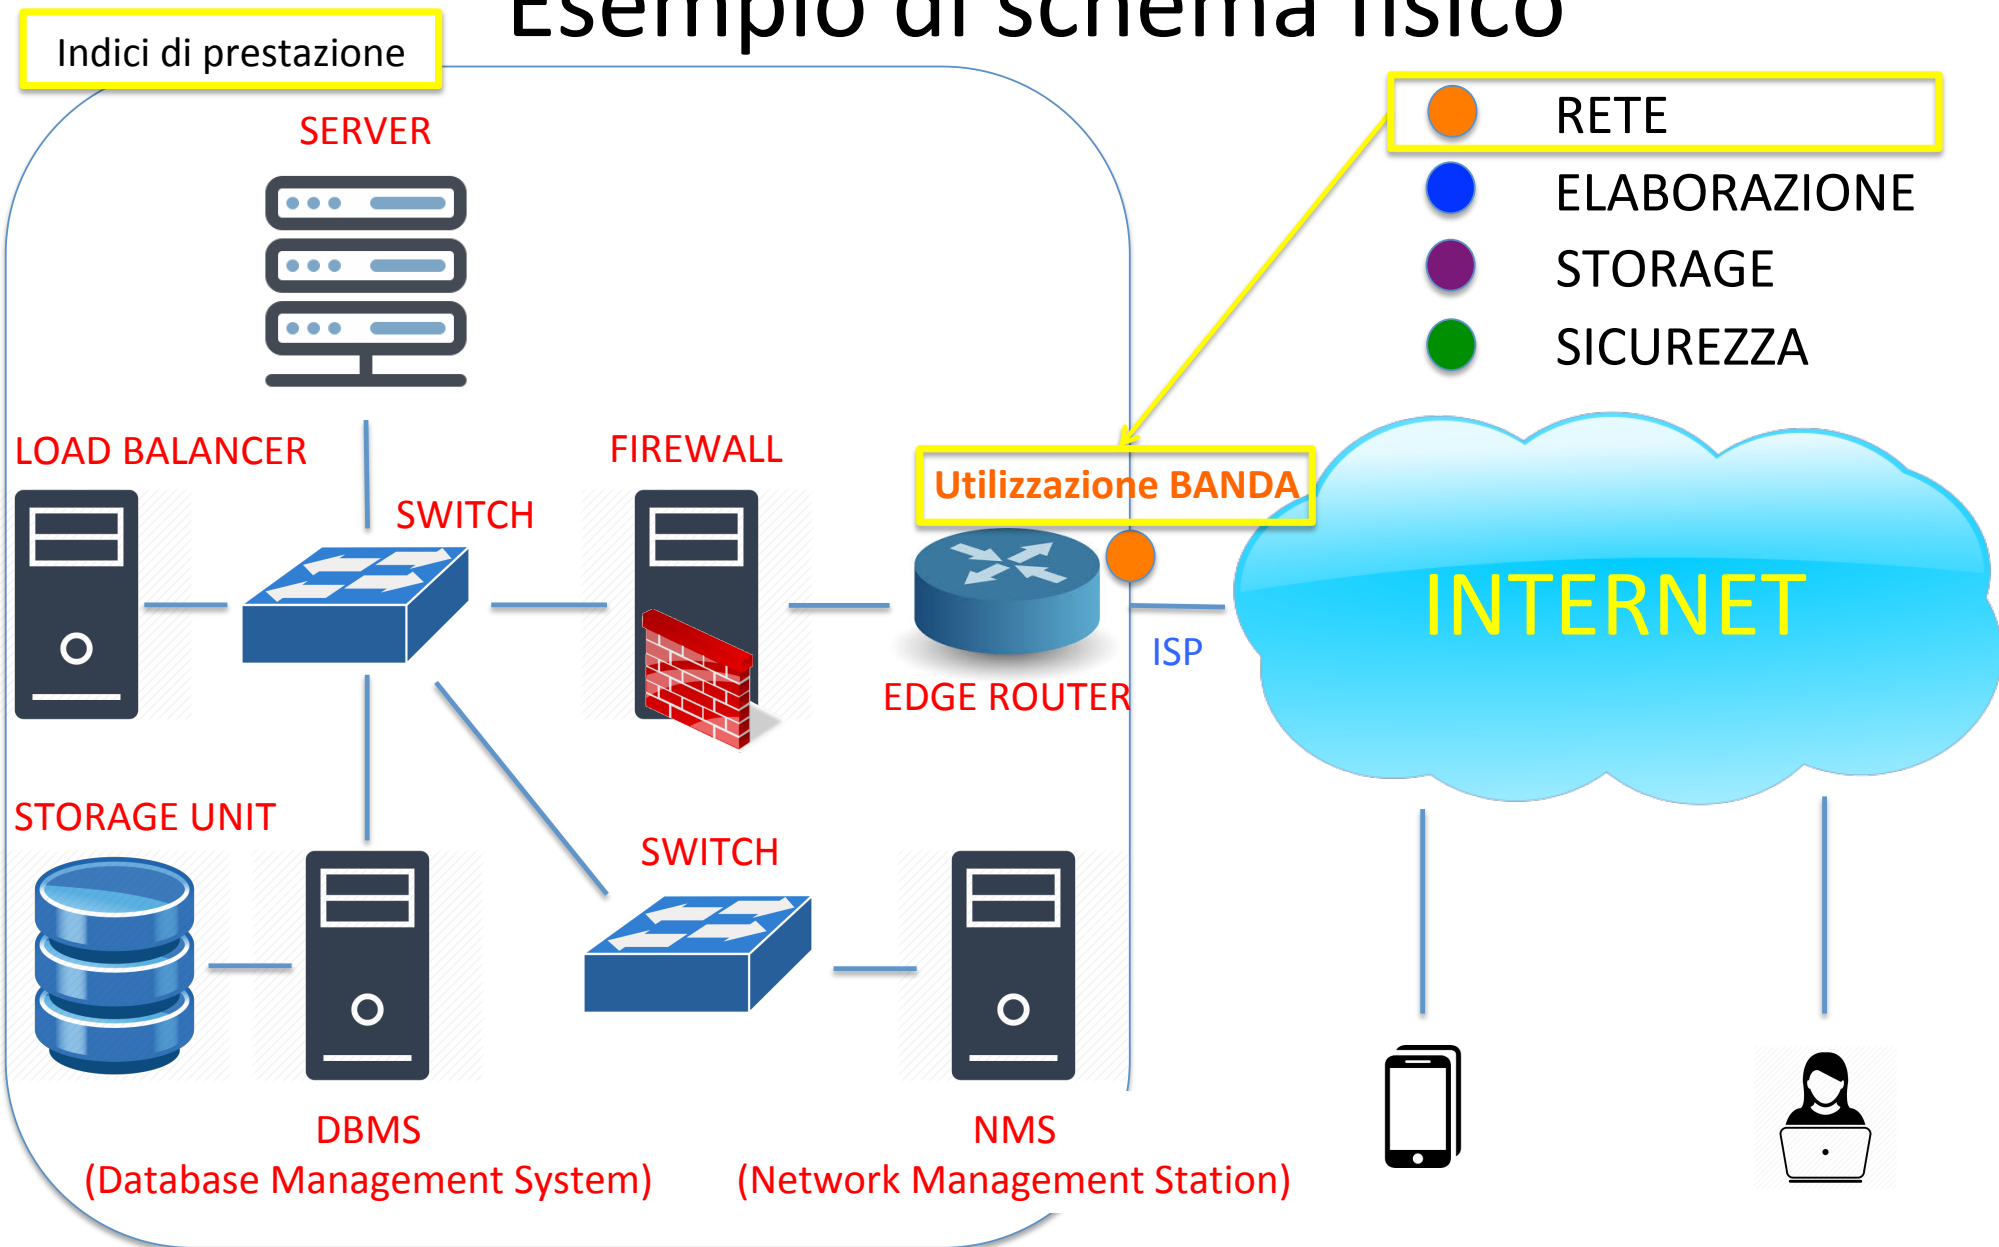 Esempio di schema fisico
Indici di prestazione
RETE
ELABORAZIONE
STORAGE
SICUREZZA
SERVER
LOAD BALANCER
FIREWALL
Utilizzazione BANDA
SWITCH
INTERNET
ISP
EDGE ROUTER
STORAGE UNIT
SWITCH
DBMS
(Database Management System)
NMS
(Network Management Station)